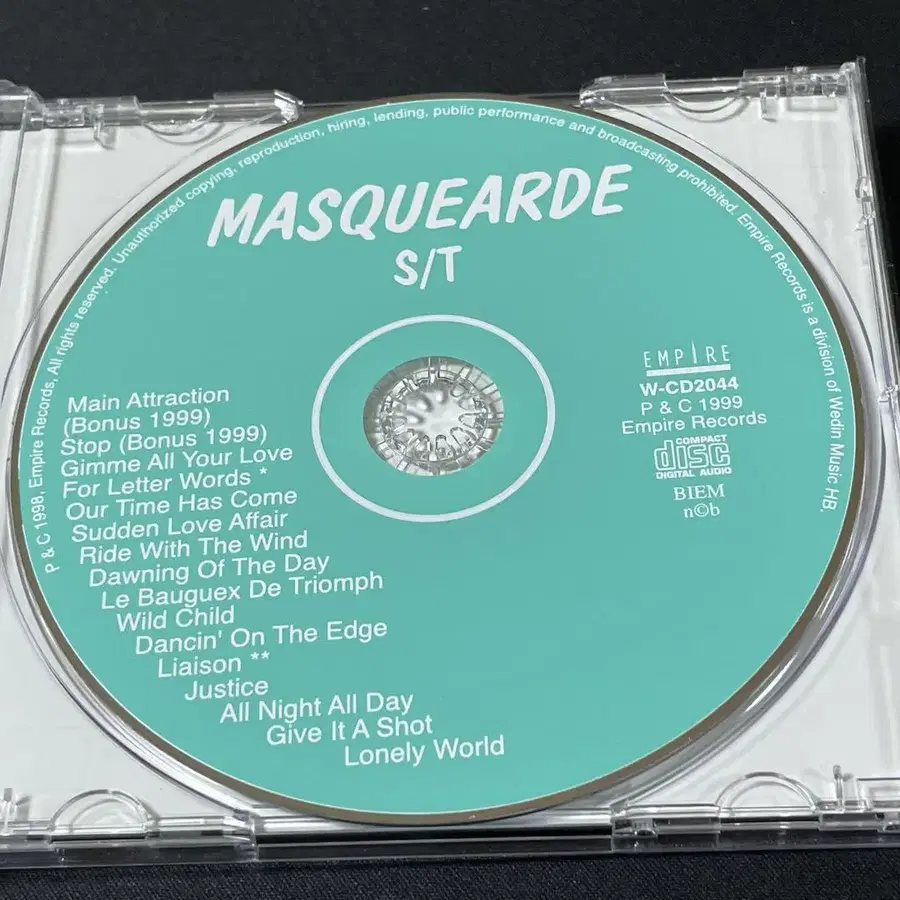 P & C 1998, Empire Records, All rights reserved. Unauthorized copying, reproduction, hiring, lending, public performance and broadcasting prohibited. Empire Records is a division of Wedin Music HB.
MASQUEARDE
S/T
Main Attraction
(Bonus 1999)
Stop (Bonus 1999)
Gimme All Your Love
For Letter Words *
Our Time Has Come
Sudden Love Affair
Ride With The Wind
Dawning Of The Day
Le Bauguex De Triomph
Wild Child
Dancin' On The Edge
Liaison **
Justice
All Night All Day
Give It A Shot
Lonely World
EMPIRE
W-CD2044
P & C 1999
Empire Records
COMPACT
disc
DIGITAL AUDIO
BIEM
n©b